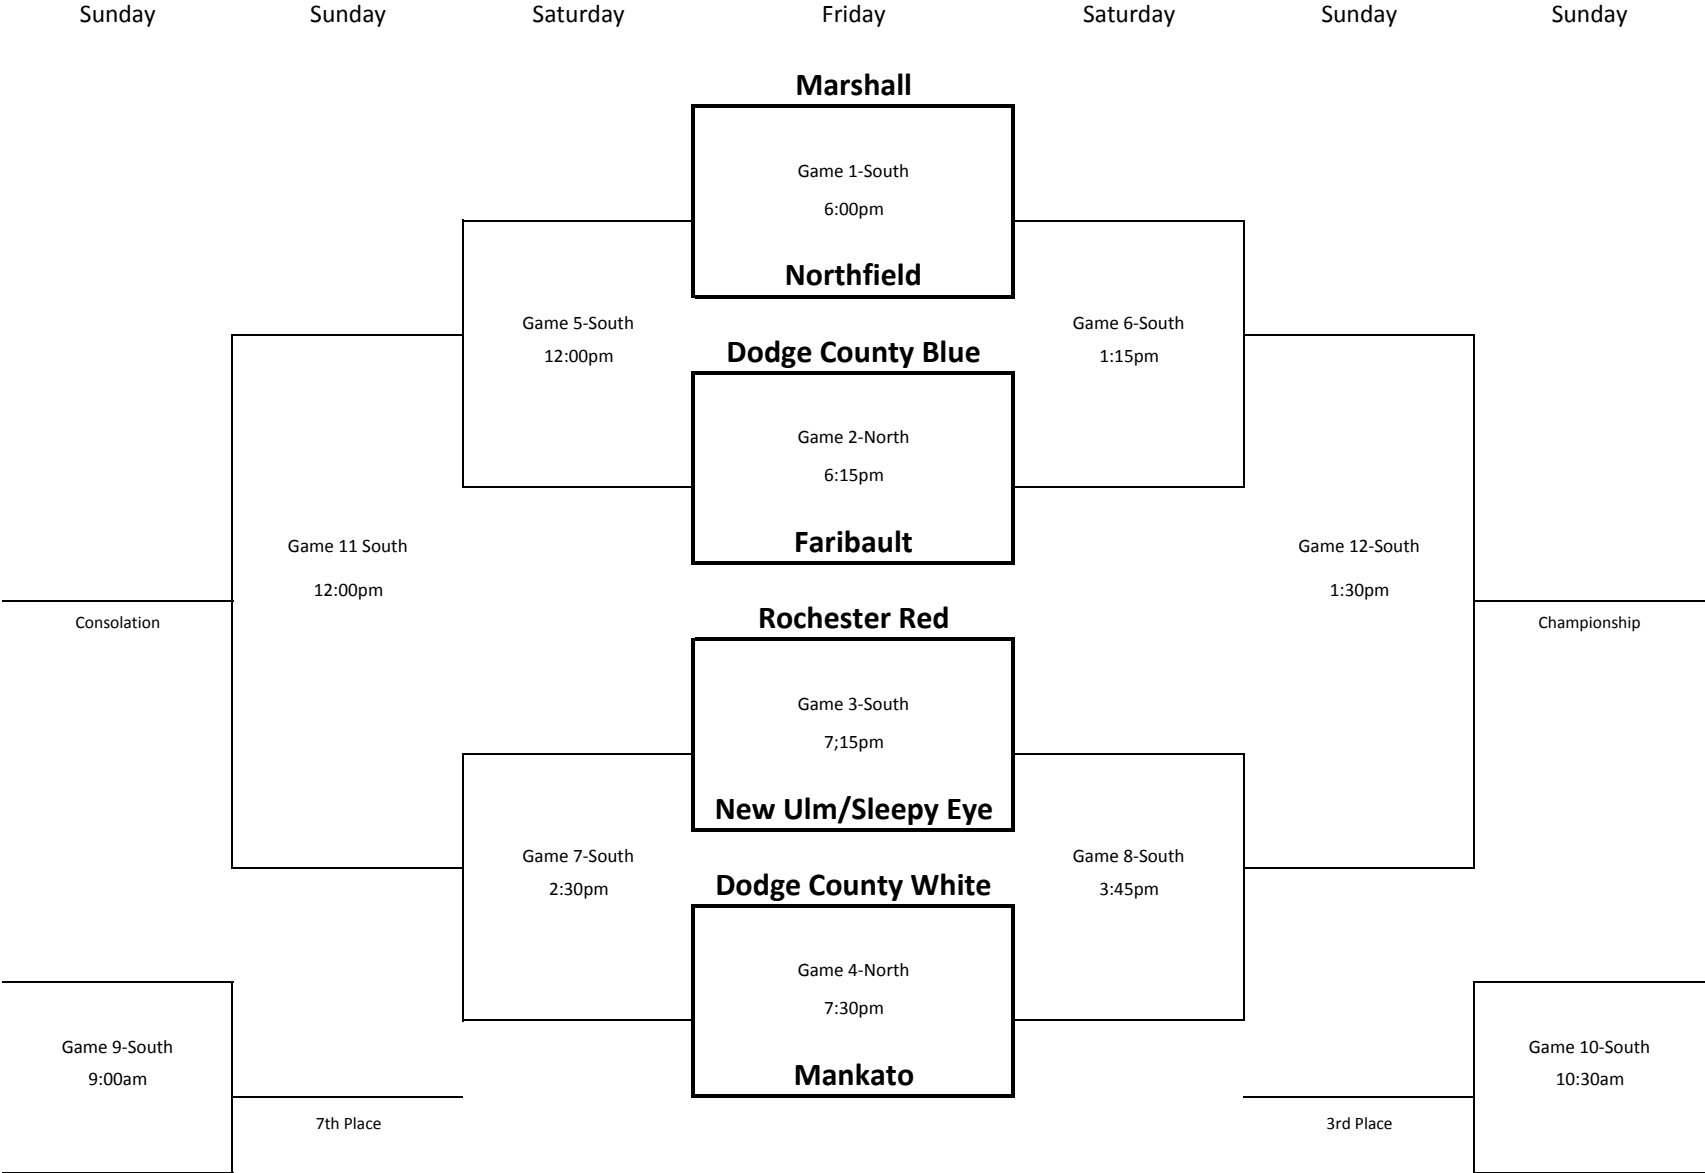 Sunday Sunday Saturday Friday Saturday Sunday Sunday
Marshall
Game 1-South
6:00pm
Northfield
Game 5-South
12:00pm
Game 6-South
1:15pm
Dodge County Blue
Game 2-North
6:15pm
Faribault
Game 11 South
12:00pm
Game 12-South
1:30pm
Consolation
Championship
Rochester Red
Game 3-South
7;15pm
New Ulm/Sleepy Eye
Game 7-South
2:30pm
Game 8-South
3:45pm
Dodge County White
Game 4-North
7:30pm
Mankato
Game 9-South
9:00am
7th Place
Game 10-South
10:30am
3rd Place